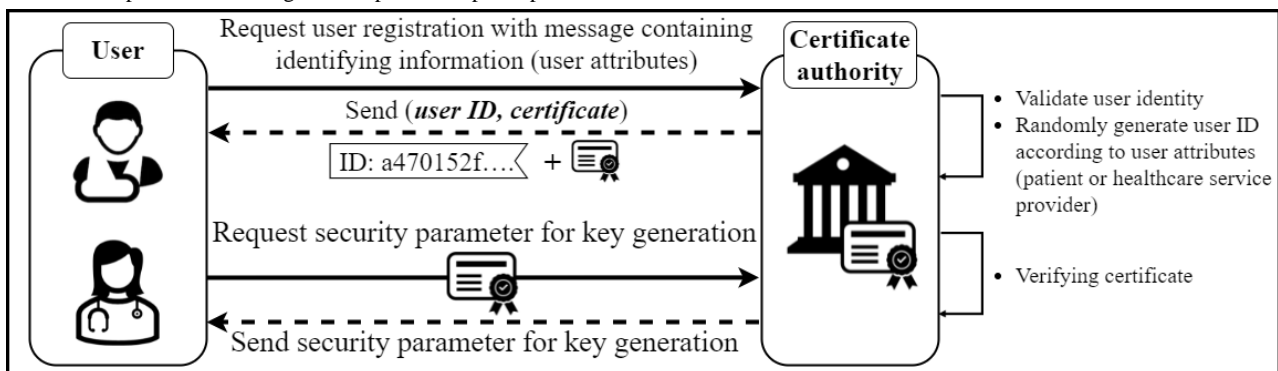 User
Request user registration with message containing
identifying information (user attributes)
Certificate
authority
Send (user ID, certificate)
ID: a470152f....
+
• Validate user identity
• Randomly generate user ID
according to user attributes
(patient or healthcare service
provider)
Request security parameter for key generation
• Verifying certificate
Send security parameter for key generation